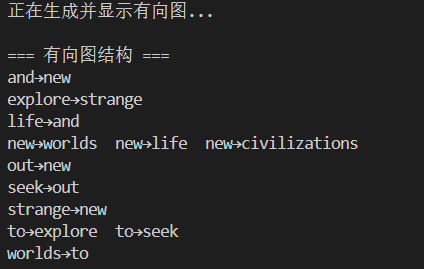 正在生成并显示有向图...
=== 有向图结构 ===
and→new
explore→strange
life→and
new→worlds  new→life  new→civilizations
out→new
seek→out
strange→new
to→explore  to→seek
worlds→to